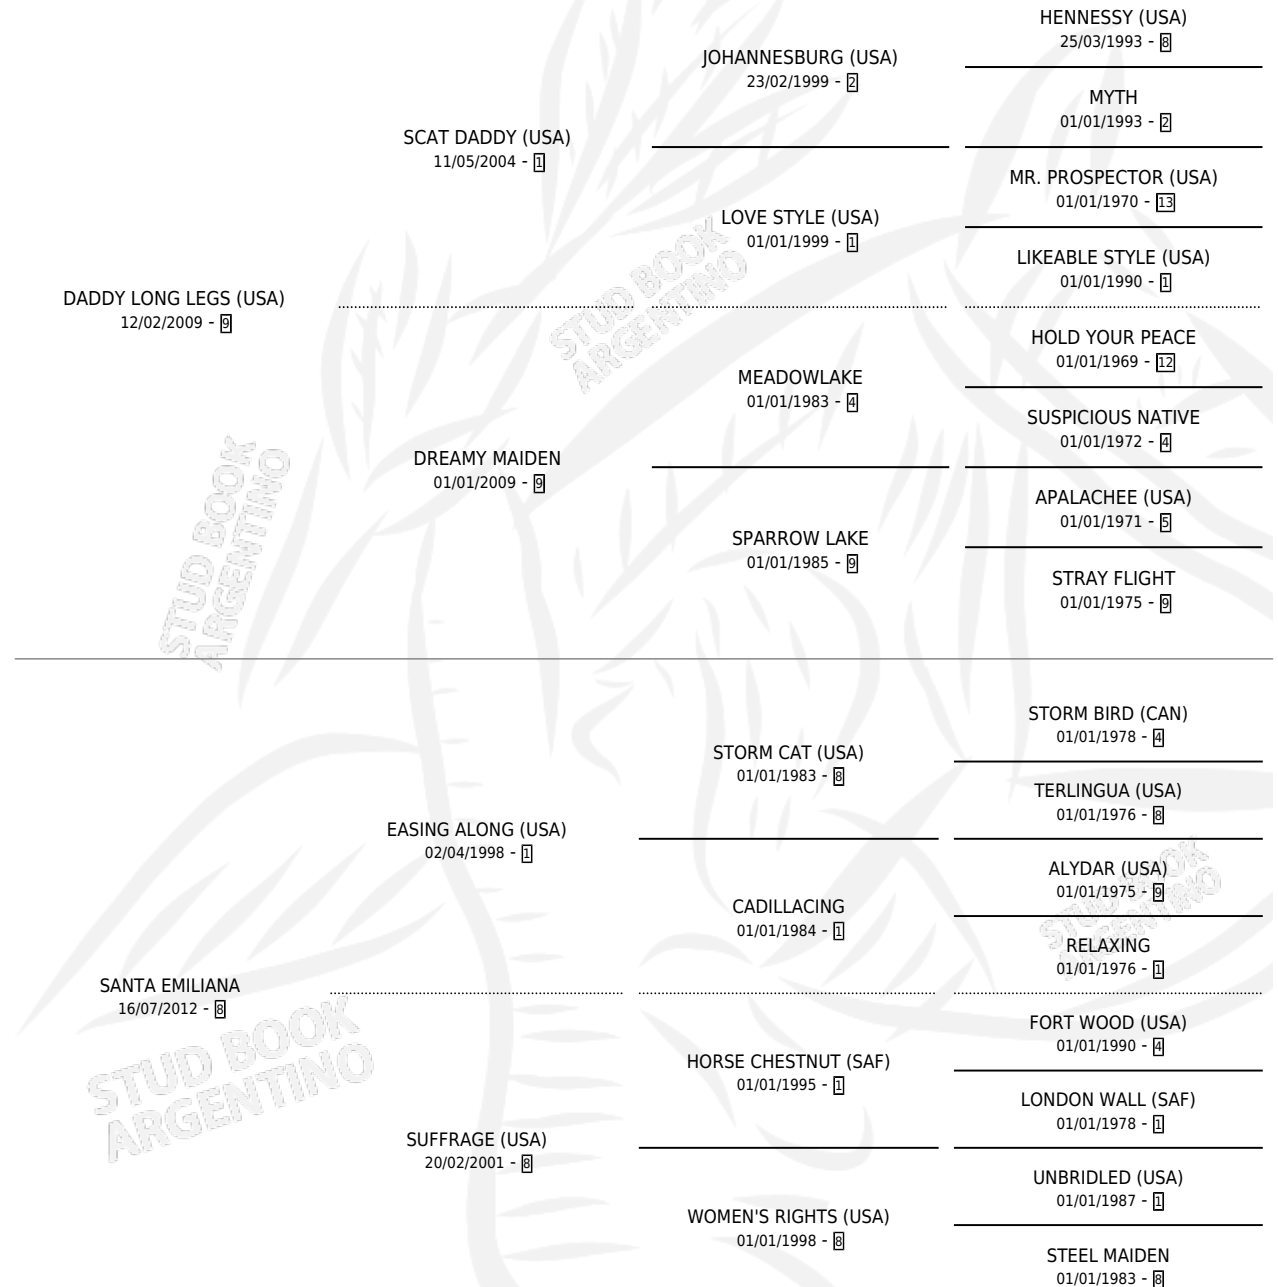 HENNESSY (USA)
25/03/1993 - 8
JOHANNESBURG (USA)
23/02/1999 - 2
MYTH
01/01/1993 - 2
SCAT DADDY (USA)
11/05/2004 - 1
MR. PROSPECTOR (USA)
01/01/1970 - 13
LOVE STYLE (USA)
01/01/1999 - 1
LIKEABLE STYLE (USA)
01/01/1990 - 1
DADDY LONG LEGS (USA)
12/02/2009 - 9
HOLD YOUR PEACE
01/01/1969 - 12
MEADOWLAKE
01/01/1983 - 4
SUSPICIOUS NATIVE
01/01/1972 - 4
DREAMY MAIDEN
01/01/2009 - 9
APALACHEE (USA)
01/01/1971 - 5
SPARROW LAKE
01/01/1985 - 9
STRAY FLIGHT
01/01/1975 - 9
STUD BOOK
ARGENTINO
STUD BOOK
ARGENTINO
STORM BIRD (CAN)
01/01/1978 - 4
STORM CAT (USA)
01/01/1983 - 8
TERLINGUA (USA)
01/01/1976 - 8
EASING ALONG (USA)
02/04/1998 - 1
ALYDAR (USA)
01/01/1975 - 9
CADILLACING
01/01/1984 - 1
RELAXING
01/01/1976 - 1
SANTA EMILIANA
16/07/2012 - 8
FORT WOOD (USA)
01/01/1990 - 4
HORSE CHESTNUT (SAF)
01/01/1995 - 1
LONDON WALL (SAF)
01/01/1978 - 1
SUFFRAGE (USA)
20/02/2001 - 8
UNBRIDLED (USA)
01/01/1987 - 1
WOMEN'S RIGHTS (USA)
01/01/1998 - 8
STEEL MAIDEN
01/01/1983 - 8
STUD BOOK
ARGENTINO
STUD BOOK
ARGENTINO